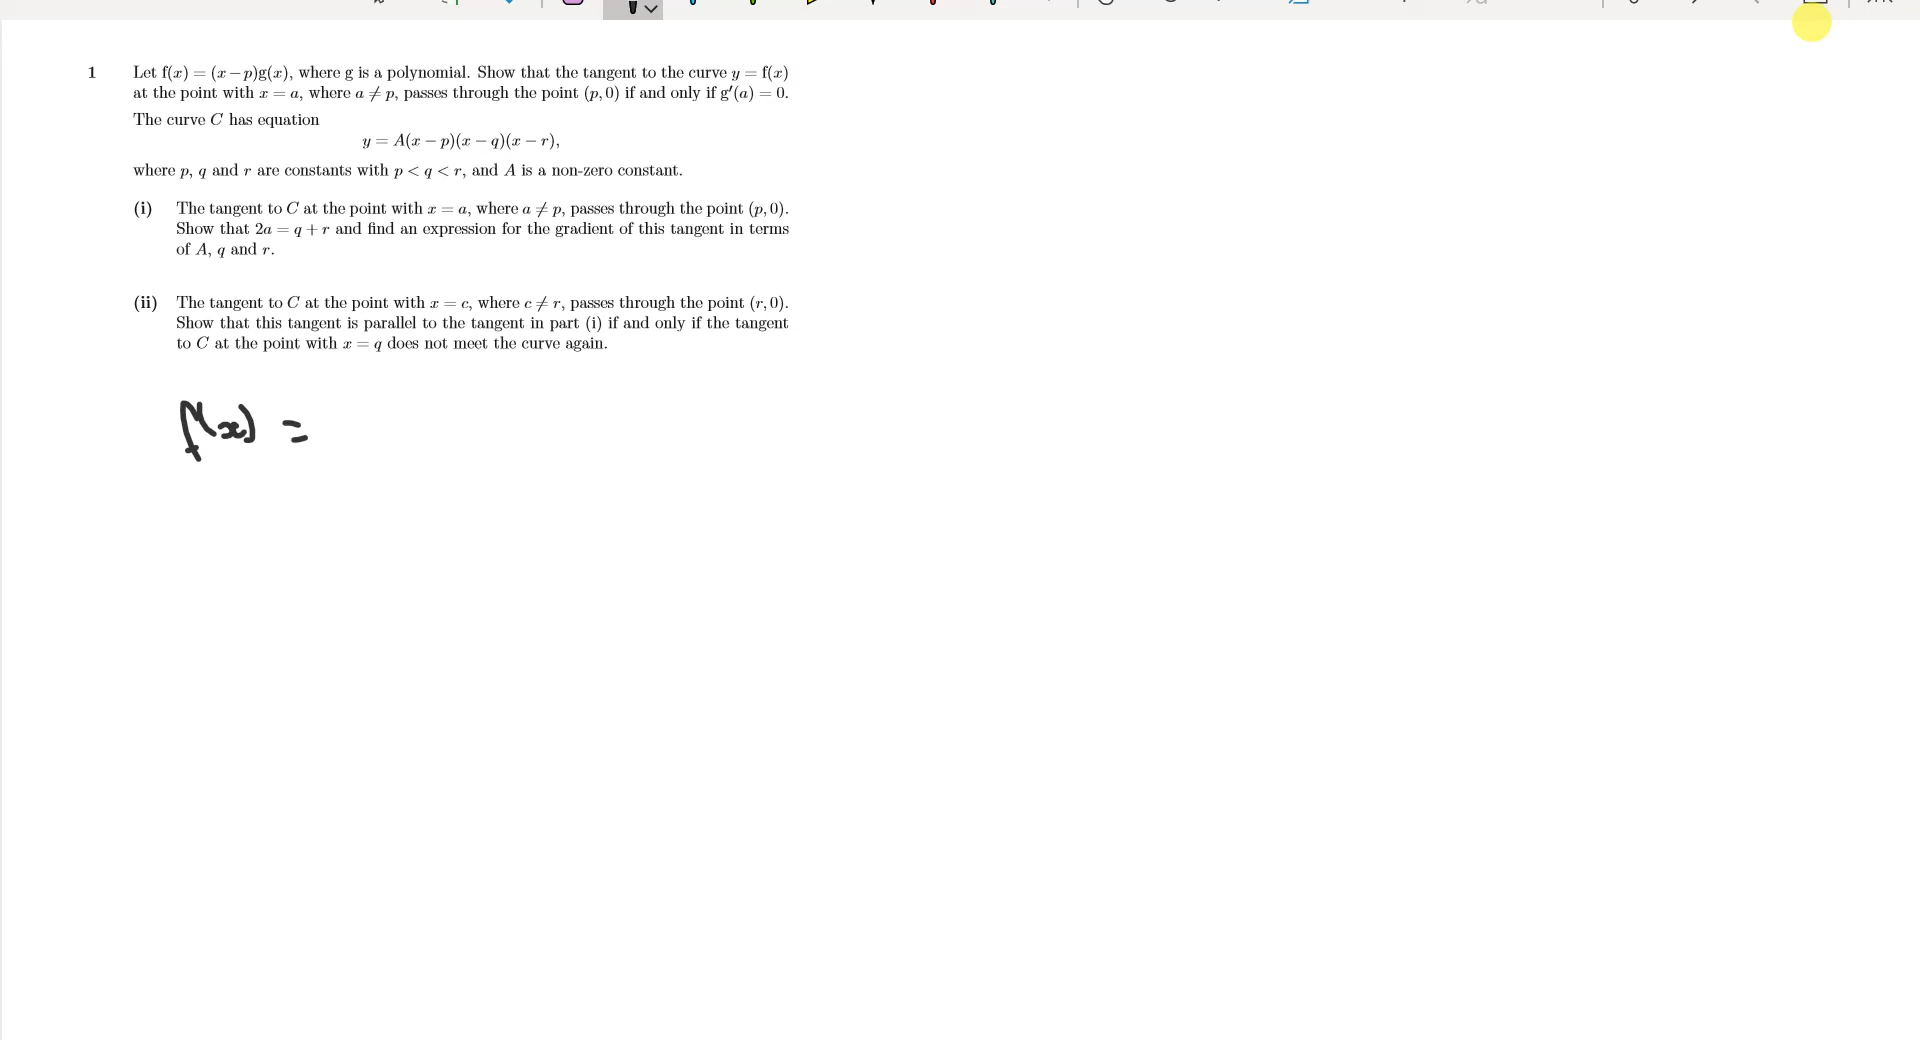 1 Let f(x) = (x − p)g(x), where g is a polynomial. Show that the tangent to the curve y = f(x)
at the point with x = a, where a ≠ p, passes through the point (p, 0) if and only if g′(a) = 0.
The curve C has equation
y = A(x − p)(x − q)(x − r),
where p, q and r are constants with p < q < r, and A is a non-zero constant.
(i) The tangent to C at the point with x = a, where a ≠ p, passes through the point (p, 0).
Show that 2a = q + r and find an expression for the gradient of this tangent in terms
of A, q and r.
(ii) The tangent to C at the point with x = c, where c ≠ r, passes through the point (r, 0).
Show that this tangent is parallel to the tangent in part (i) if and only if the tangent
to C at the point with x = q does not meet the curve again.
f(x) =